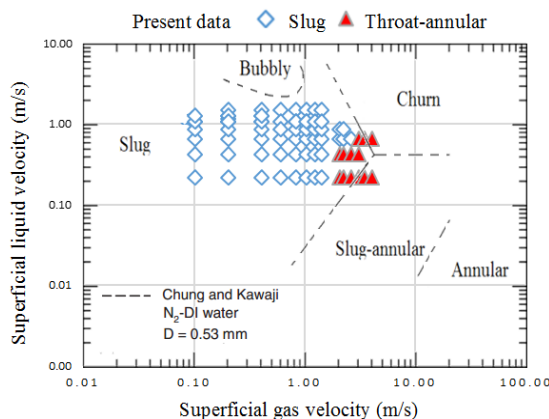 Present data Slug Throat-annular
10.00
1.00
0.10
0.01
0.00
Superficial liquid velocity (m/s)
Bubbly
Churn
Slug
Slug-annular
Annular
Chung and Kawaji
N₂-DI water
D = 0.53 mm
0.01 0.10 1.00 10.00 100.00
Superficial gas velocity (m/s)